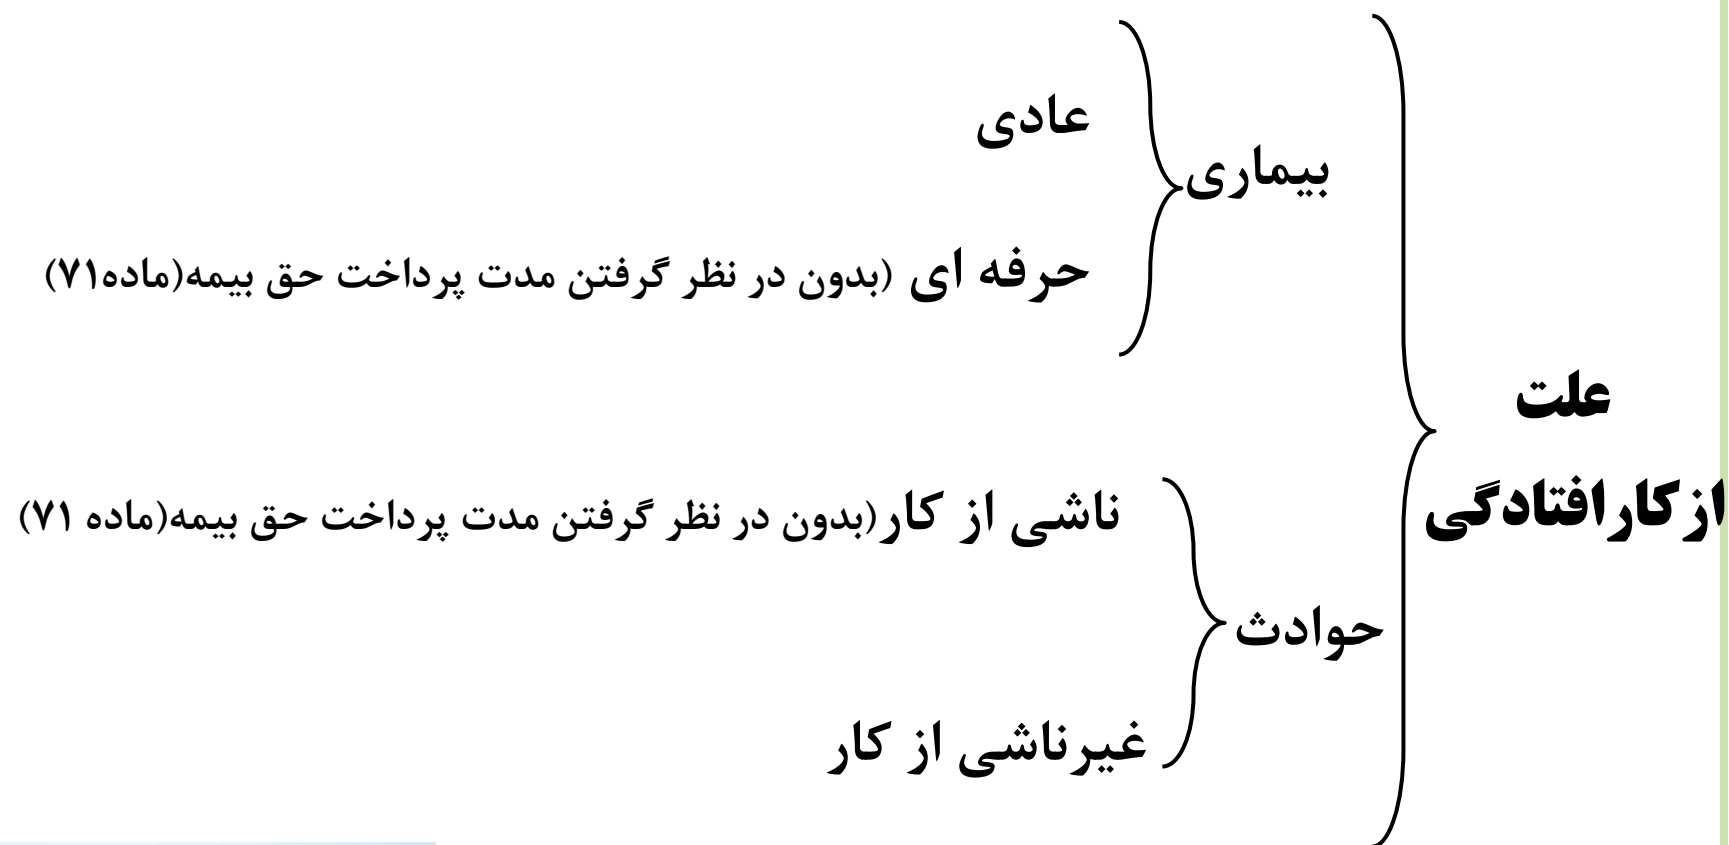 علت
ازکارافتادگی
بیماری
عادی
حرفه ای (بدون در نظر گرفتن مدت پرداخت حق بیمه(ماده۷۱)
حوادث
ناشی از کار(بدون در نظر گرفتن مدت پرداخت حق بیمه(ماده ۷۱)
غیرناشی از کار